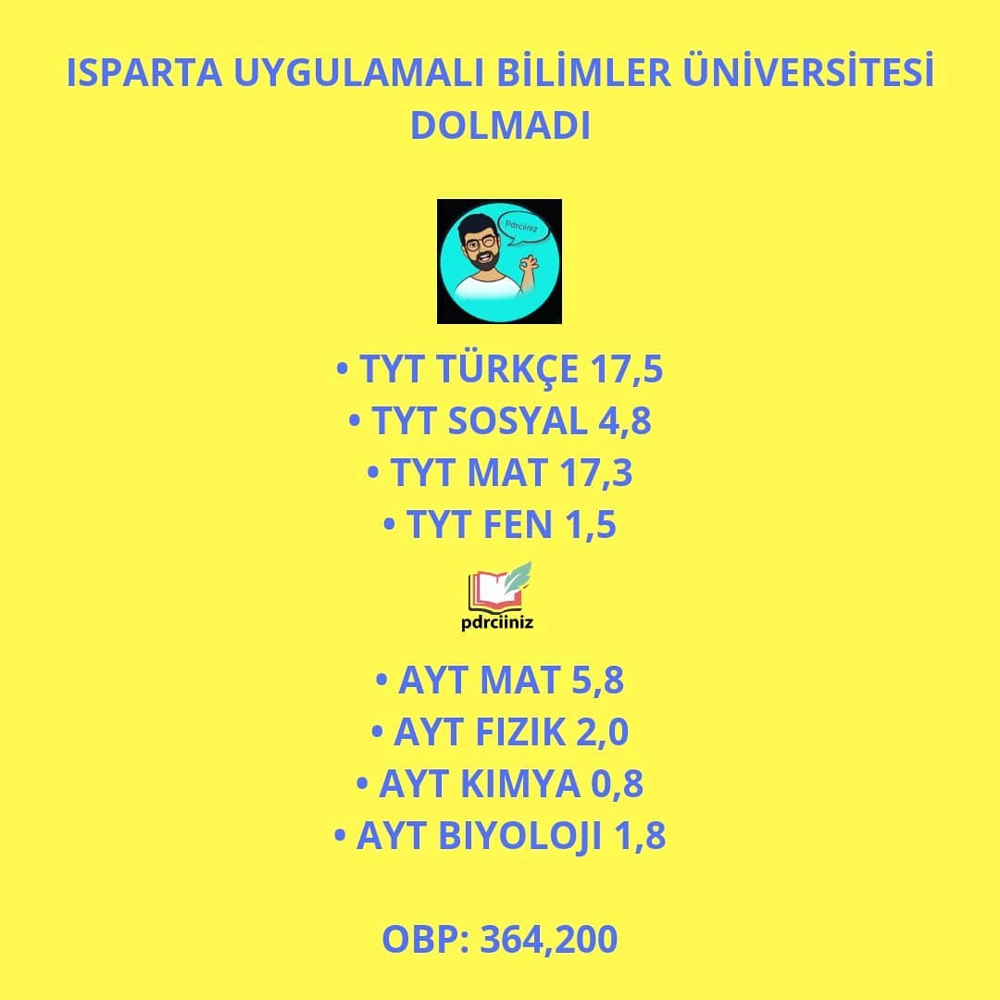 ISPARTA UYGULAMALI BİLİMLER ÜNİVERSİTESİ
DOLMADI
Pdrciiniz
• TYT TÜRKÇE 17,5
• TYT SOSYAL 4,8
• TYT MAT 17,3
• TYT FEN 1,5
pdrciiniz
• AYT MAT 5,8
• AYT FIZIK 2,0
• AYT KIMYA 0,8
• AYT BIYOLOJI 1,8
OBP: 364,200